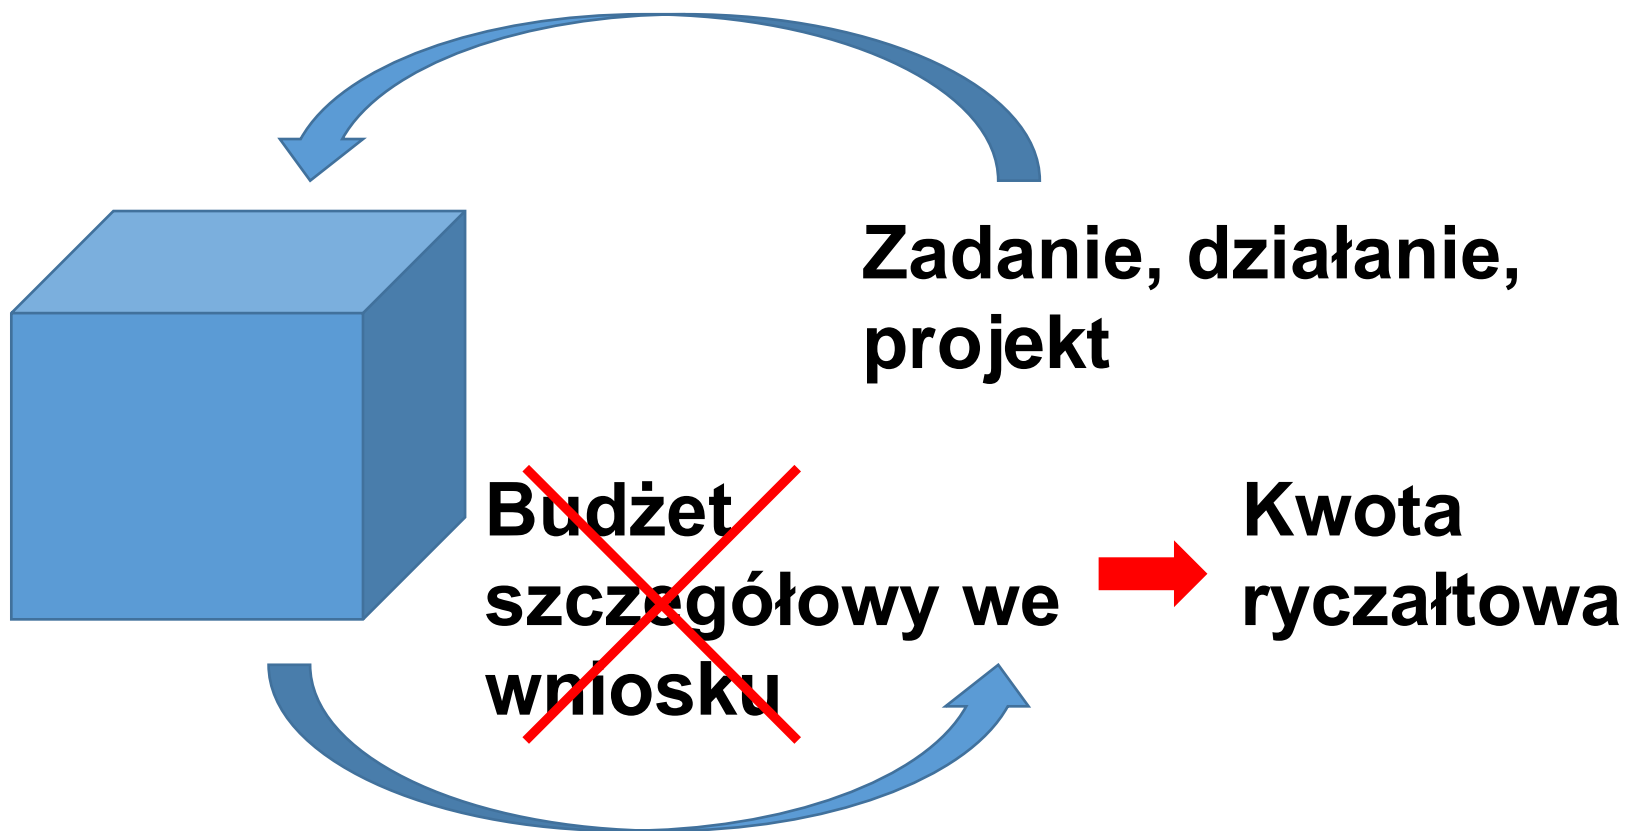 Zadanie, działanie,
projekt
Budżet
szczegółowy we
wniosku
Kwota
ryczałtowa